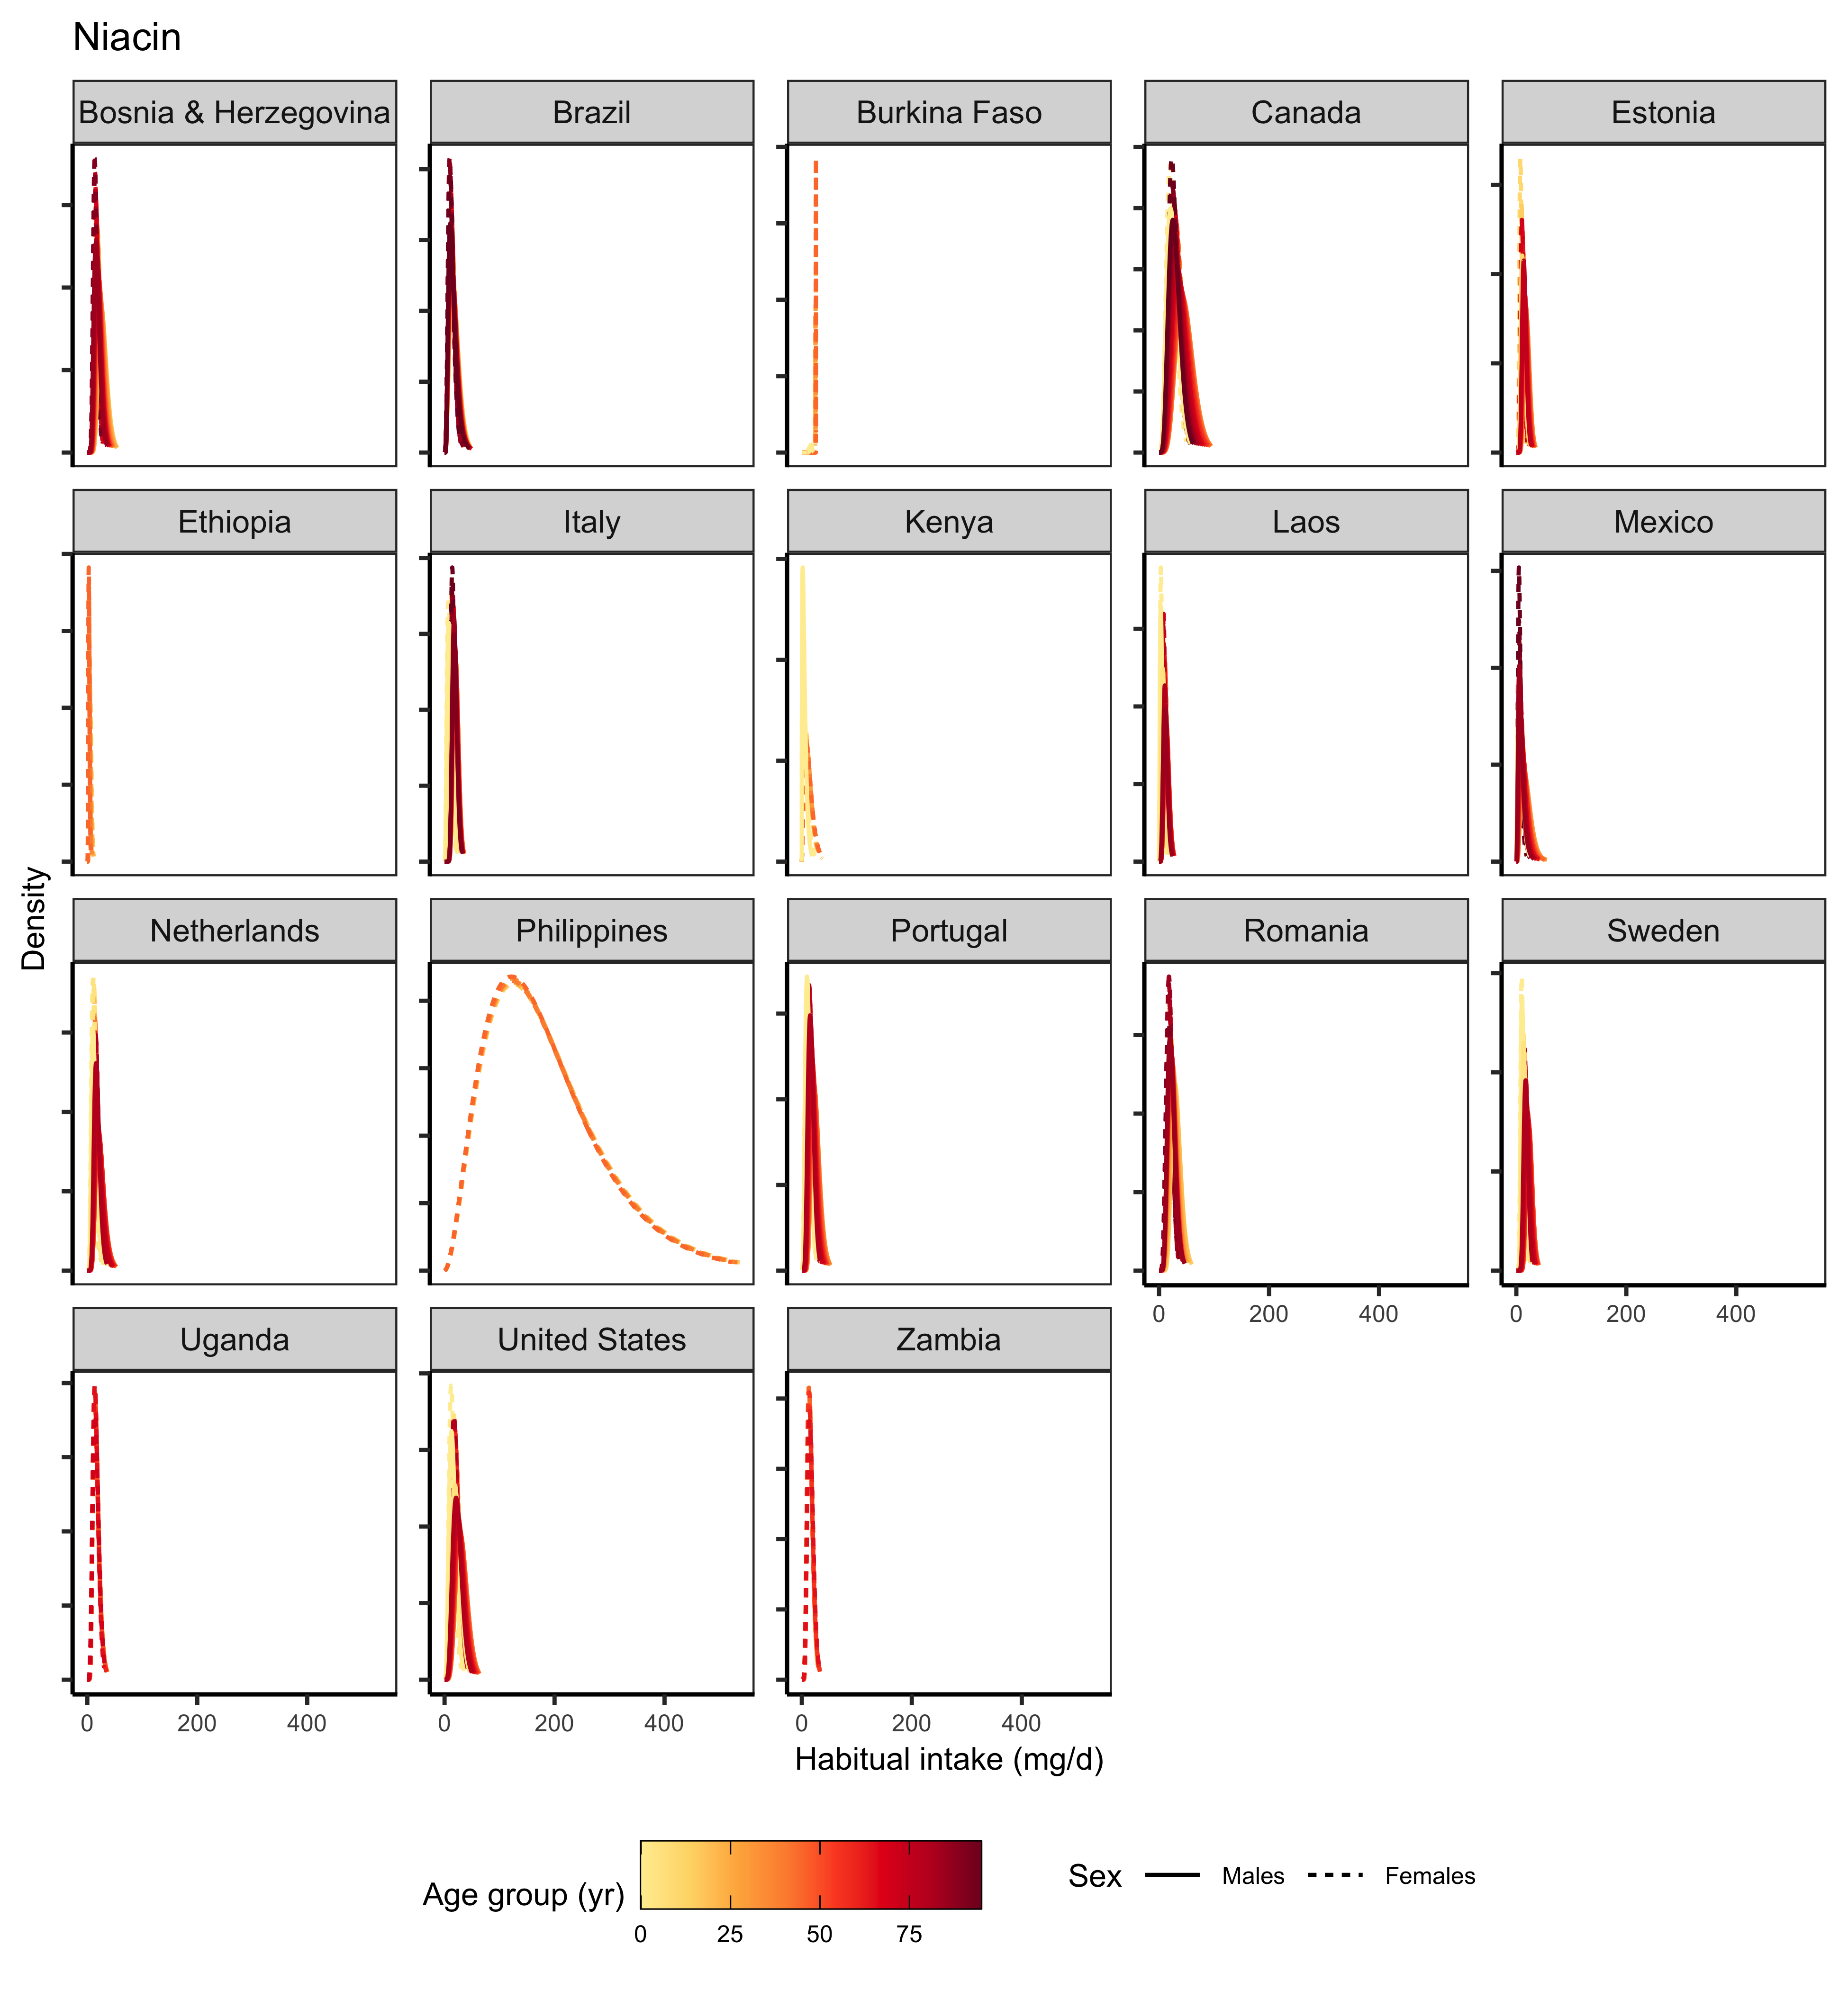 Niacin
Bosnia & Herzegovina
Brazil
Burkina Faso
Canada
Estonia
Ethiopia
Italy
Kenya
Laos
Mexico
Density
Netherlands
Philippines
Portugal
Romania
Sweden
0 200 400
0 200 400
Uganda
United States
Zambia
0 200 400
0 200 400
0 200 400
Habitual intake (mg/d)
Age group (yr)
0 25 50 75
Sex
Males
Females